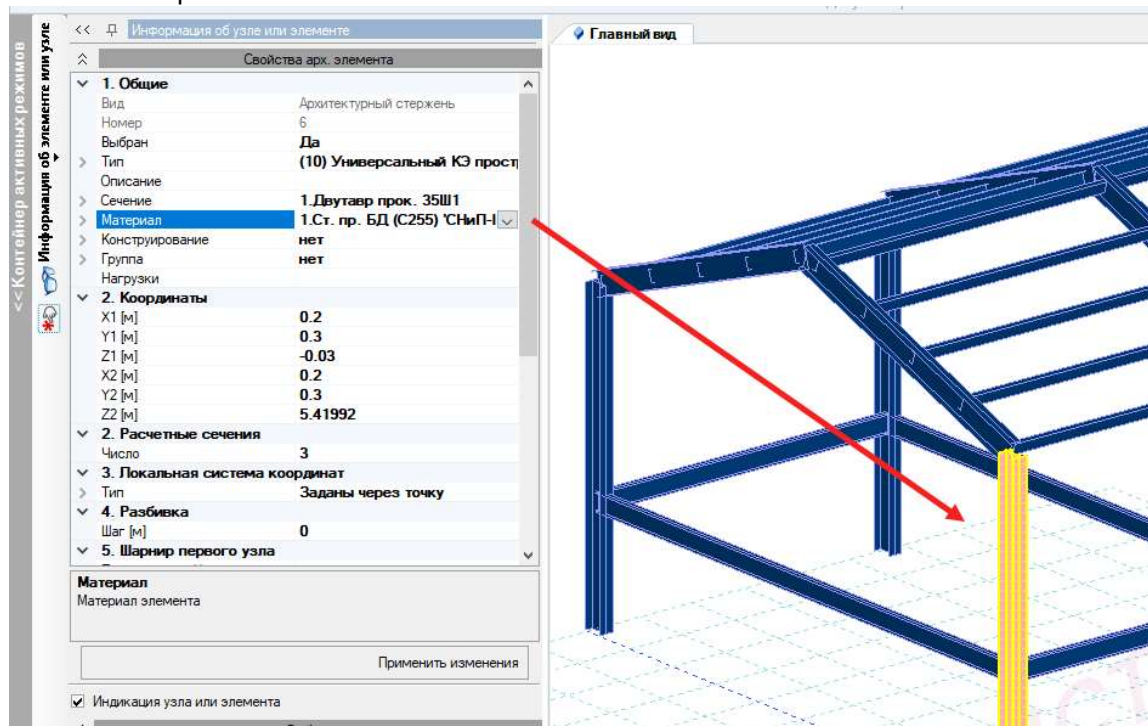 << Контейнер активных режимов
Информация об элементе или узле
<< Информация об узле или элементе
Свойства арх. элемента
1. Общие
Вид Архитектурный стержень
Номер 6
Выбран Да
Тип (10) Универсальный КЭ прост
Описание
Сечение 1.Двутавр прок. 35Ш1
Материал 1.Ст. пр. БД (С255) 'СНиП-I
Конструирование нет
Группа нет
Нагрузки
2. Координаты
X1 [м] 0.2
Y1 [м] 0.3
Z1 [м] -0.03
X2 [м] 0.2
Y2 [м] 0.3
Z2 [м] 5.41992
2. Расчетные сечения
Число 3
3. Локальная система координат
Тип Заданы через точку
4. Разбивка
Шаг [м] 0
5. Шарнир первого узла
Материал
Материал элемента
Применить изменения
Индикация узла или элемента
Главный вид